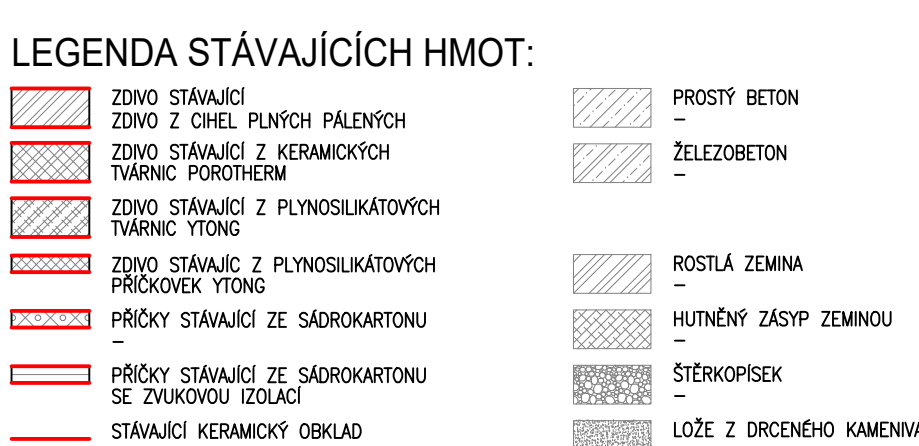 LEGENDA STÁVAJÍCÍCH HMOT:
ZDIVO STÁVAJÍCÍ
ZDIVO Z CIHEL PLNÝCH PÁLENÝCH
ZDIVO STÁVAJÍCÍ Z KERAMICKÝCH
TVÁRNIC POROTHERM
ZDIVO STÁVAJÍCÍ Z PLYNOSILIKÁTOVÝCH
TVÁRNIC YTONG
ZDIVO STÁVAJÍC Z PLYNOSILIKÁTOVÝCH
PŘÍČKOVEK YTONG
PŘÍČKY STÁVAJÍCÍ ZE SÁDROKARTONU
–
PŘÍČKY STÁVAJÍCÍ ZE SÁDROKARTONU
SE ZVUKOVOU IZOLACÍ
STÁVAJÍCÍ KERAMICKÝ OBKLAD
PROSTÝ BETON
–
ŽELEZOBETON
–
ROSTLÁ ZEMINA
–
HUTNĚNÝ ZÁSYP ZEMINOU
–
ŠTĚRKOPÍSEK
–
LOŽE Z DRCENÉHO KAMENIVA